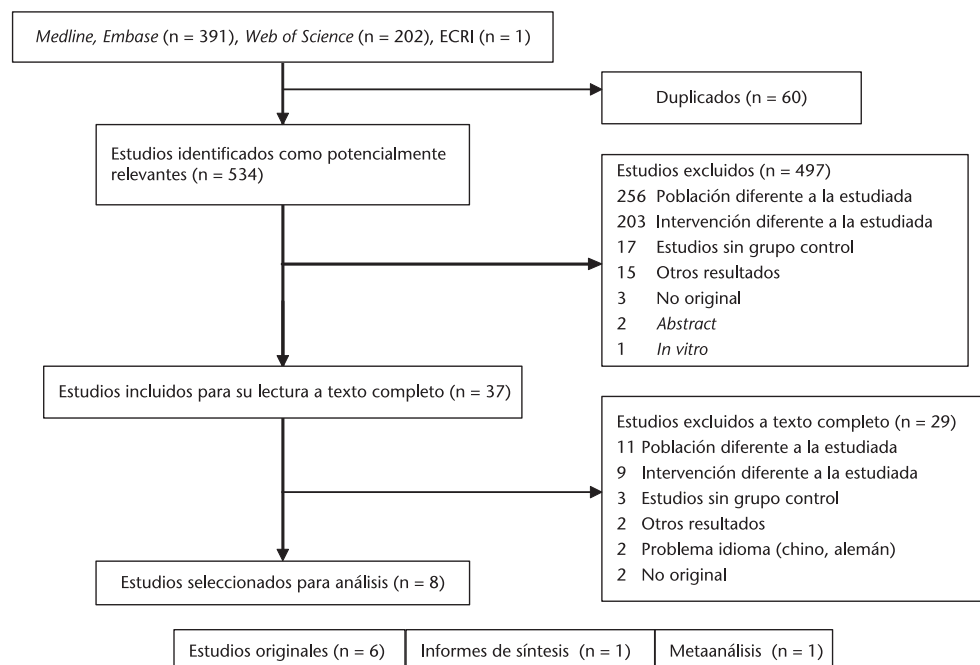 Medline, Embase (n = 391), Web of Science (n = 202), ECRI (n = 1)
Duplicados (n = 60)
Estudios identificados como potencialmente
relevantes (n = 534)
Estudios excluidos (n = 497)
256 Población diferente a la estudiada
203 Intervención diferente a la estudiada
17 Estudios sin grupo control
15 Otros resultados
3 No original
2 Abstract
1 In vitro
Estudios incluidos para su lectura a texto completo (n = 37)
Estudios excluidos a texto completo (n = 29)
11 Población diferente a la estudiada
9 Intervención diferente a la estudiada
3 Estudios sin grupo control
2 Otros resultados
2 Problema idioma (chino, alemán)
2 No original
Estudios seleccionados para análisis (n = 8)
Estudios originales (n = 6)
Informes de síntesis (n = 1)
Metaanálisis (n = 1)